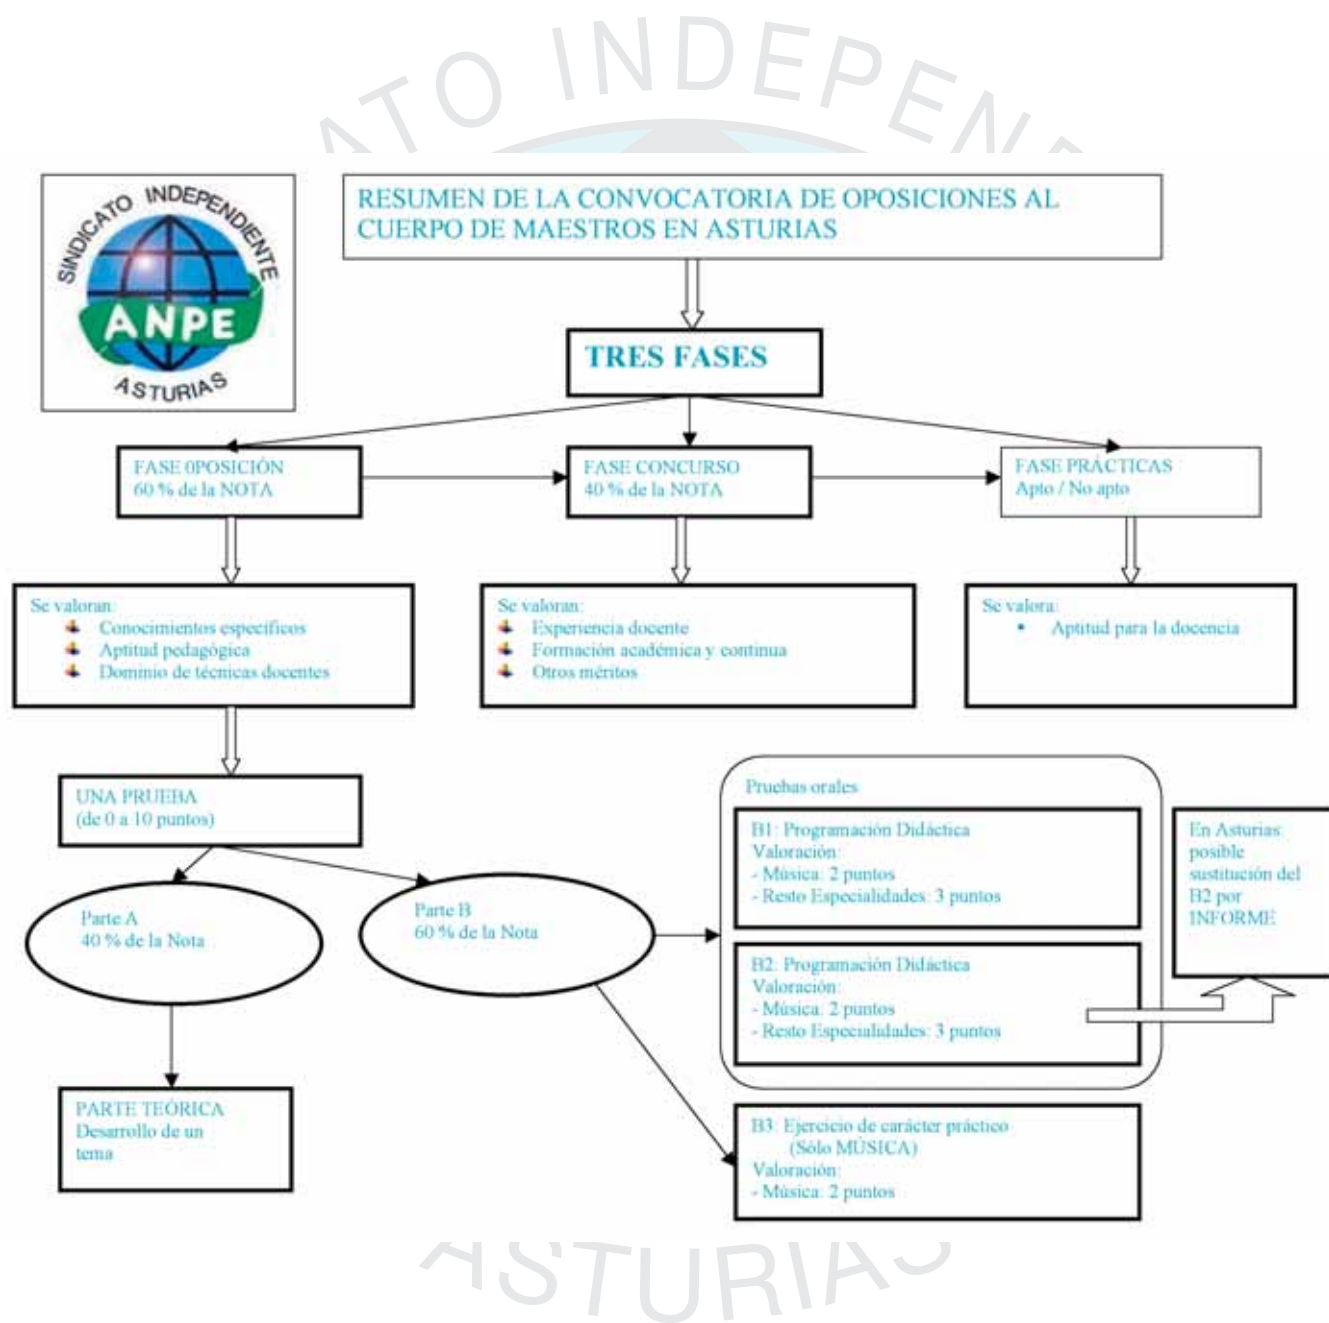 ATO INDEPEN
SINDICATO INDEPENDIENTE
ANPE
ASTURIAS
RESUMEN DE LA CONVOCATORIA DE OPOSICIONES AL
CUERPO DE MAESTROS EN ASTURIAS
TRES FASES
FASE 0POSICIÓN
60 % de la NOTA
FASE CONCURSO
40 % de la NOTA
FASE PRÁCTICAS
Apto / No apto
Se valoran:
Conocimientos específicos
Aptitud pedagógica
Dominio de técnicas docentes
Se valoran:
Experiencia docente
Formación académica y continua
Otros méritos
Se valora:
• Aptitud para la docencia
UNA PRUEBA
(de 0 a 10 puntos)
Parte A
40 % de la Nota
Parte B
60 % de la Nota
PARTE TEÓRICA
Desarrollo de un
tema
Pruebas orales
B1: Programación Didáctica
Valoración:
- Música: 2 puntos
- Resto Especialidades: 3 puntos
B2: Programación Didáctica
Valoración:
- Música: 2 puntos
- Resto Especialidades: 3 puntos
En Asturias:
posible
sustitución del
B2 por
INFORME
B3: Ejercicio de carácter práctico
(Sólo MÚSICA)
Valoración:
- Música: 2 puntos
ASTURIAS